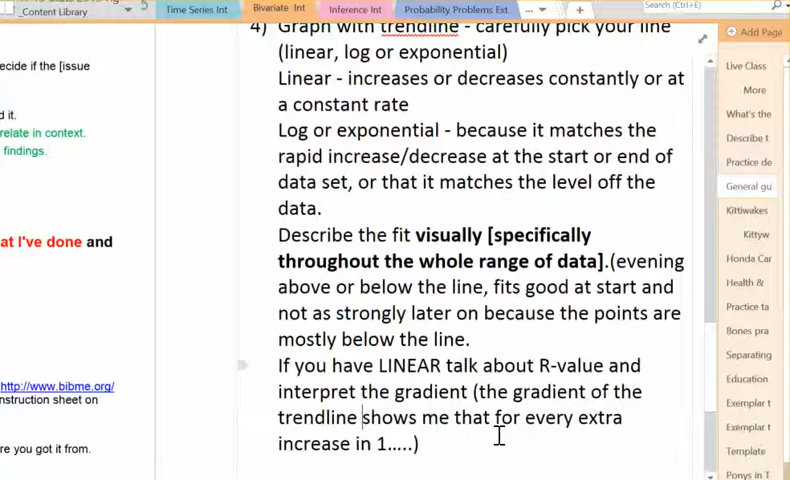 _Content Library
Time Series Int
Bivariate Int
Inference Int
Probability Problems Ext
...
+
Search (Ctrl+E)
ecide if the [issue
d it.
relate in context.
findings.
at I've done and
http://www.bibme.org/
nstruction sheet on
re you got it from.
4) Graph with trendline - carefully pick your line
(linear, log or exponential)
Linear - increases or decreases constantly or at
a constant rate
Log or exponential - because it matches the
rapid increase/decrease at the start or end of
data set, or that it matches the level off the
data.
Describe the fit visually [specifically
throughout the whole range of data].(evening
above or below the line, fits good at start and
not as strongly later on because the points are
mostly below the line.
If you have LINEAR talk about R-value and
interpret the gradient (the gradient of the
trendline shows me that for every extra
increase in 1.....)
Add Page
Live Class
More
What's the
Describe t
Practice de
General gu
Kittiwakes
Kittyw
Honda Car
Health &
Practice ta
Bones pra
Separating
Education
Exemplar t
Exemplar t
Template
Ponys in T